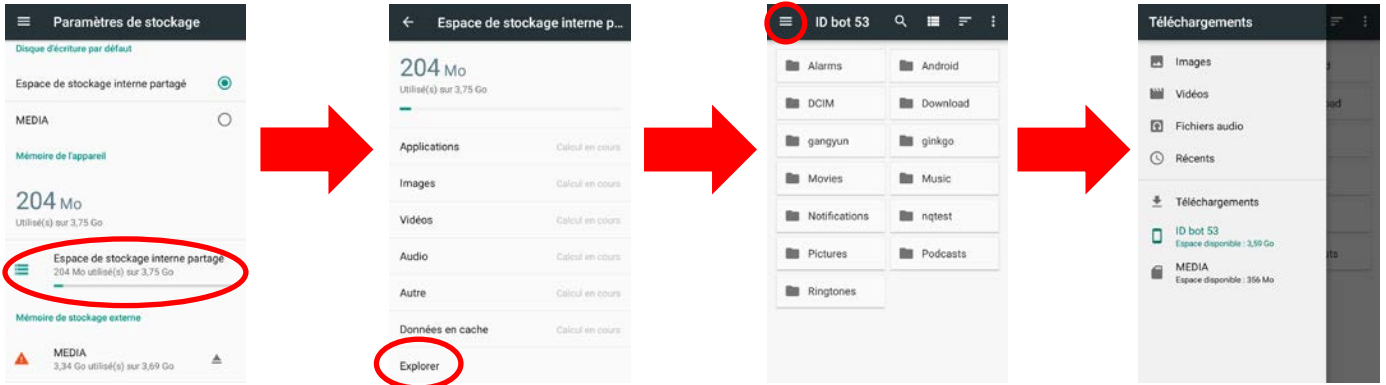 Paramètres de stockage
Disque d'écriture par défaut
Espace de stockage interne partagé
MEDIA
Mémoire de l'appareil
204 Mo
Utilisé(s) sur 3,75 Go
Espace de stockage interne partagé
204 Mo utilisé(s) sur 3,75 Go
Mémoire de stockage externe
MEDIA
3,34 Go utilisé(s) sur 3,69 Go
Espace de stockage interne p...
204 Mo
Utilisé(s) sur 3,75 Go
Applications Calcul en cours
Images Calcul en cours
Vidéos Calcul en cours
Audio Calcul en cours
Autre Calcul en cours
Données en cache Calcul en cours
Explorer
ID bot 53
Alarms Android
DCIM Download
gangyun ginkgo
Movies Music
Notifications nqtest
Pictures Podcasts
Ringtones
Téléchargements
Images
Vidéos
Fichiers audio
Récents
Téléchargements
ID bot 53
Espace disponible : 3,59 Go
MEDIA
Espace disponible : 356 Mo